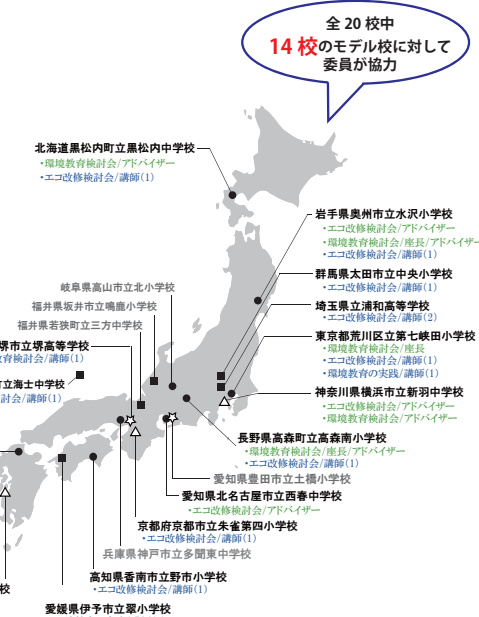 全20校中
14校のモデル校に対して
委員が協力
北海道黒松内町立黒松内中学校
・環境教育検討会/アドバイザー
・エコ改修検討会/講師（1）
岩手県奥州市立水沢小学校
・エコ改修検討会/アドバイザー
・環境教育検討会/座長/アドバイザー
・エコ改修検討会/講師（1）
群馬県太田市立中央小学校
・エコ改修検討会/講師（1）
岐阜県高山市立北小学校
福井県坂井市立鳴鹿小学校
埼玉県立浦和高等学校
・エコ改修検討会/講師（2）
福井県若狭町立三方中学校
東京都荒川区立第七峡田小学校
・環境教育検討会/座長
・エコ改修検討会/講師（1）
・環境教育の実践/講師（1）
堺市立堺高等学校
教育検討会/講師（1）
町立海士中学校
討会/講師（1）
神奈川県横浜市立新羽中学校
・エコ改修検討会/アドバイザー
・環境教育検討会/アドバイザー
長野県高森町立高森南小学校
・環境教育検討会/座長/アドバイザー
・エコ改修検討会/講師（1）
愛知県豊田市立土橋小学校
愛知県北名古屋市立西春中学校
・エコ改修検討会/アドバイザー
京都府京都市立朱雀第四小学校
・エコ改修検討会/講師（1）
兵庫県神戸市立多聞東中学校
高知県香南市立野市小学校
・エコ改修検討会/講師（1）
校
愛媛県伊予市立翠小学校